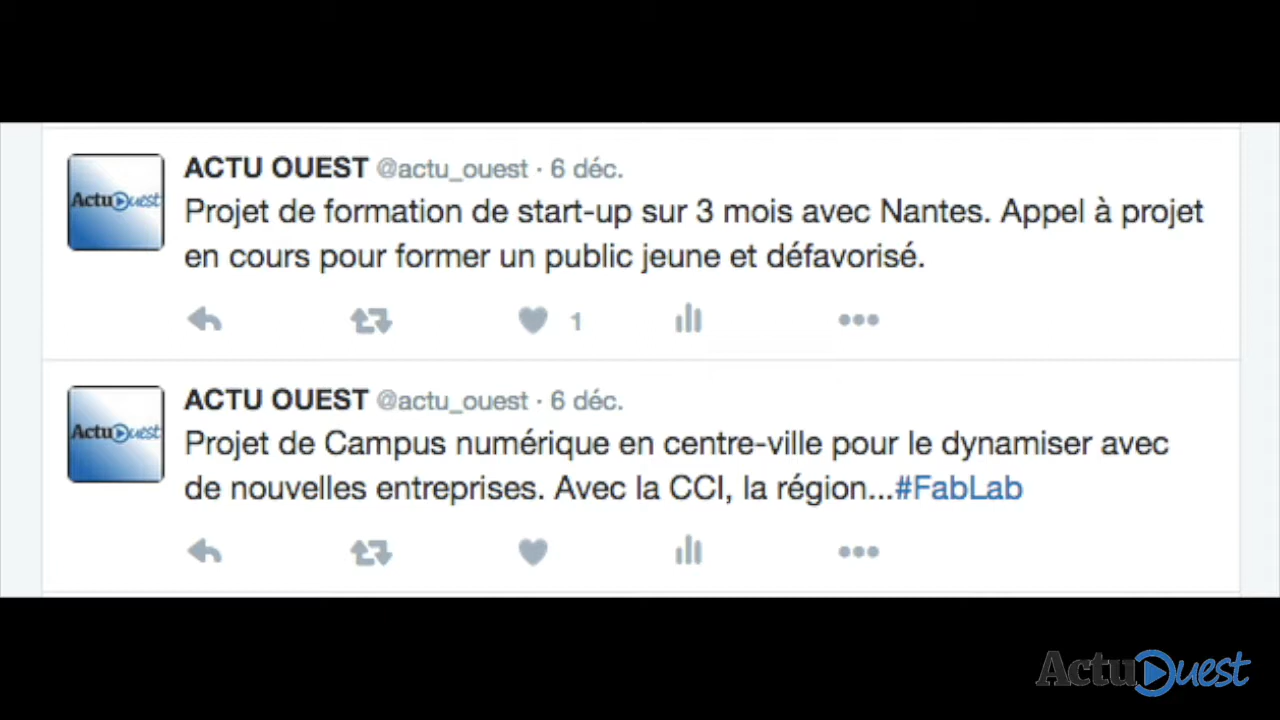 ACTU OUEST @actu_ouest · 6 déc.
Projet de formation de start-up sur 3 mois avec Nantes. Appel à projet
en cours pour former un public jeune et défavorisé.
1
ActuOuest
ACTU OUEST @actu_ouest · 6 déc.
Projet de Campus numérique en centre-ville pour le dynamiser avec
de nouvelles entreprises. Avec la CCI, la région...#FabLab
ActuOuest
ActuOuest